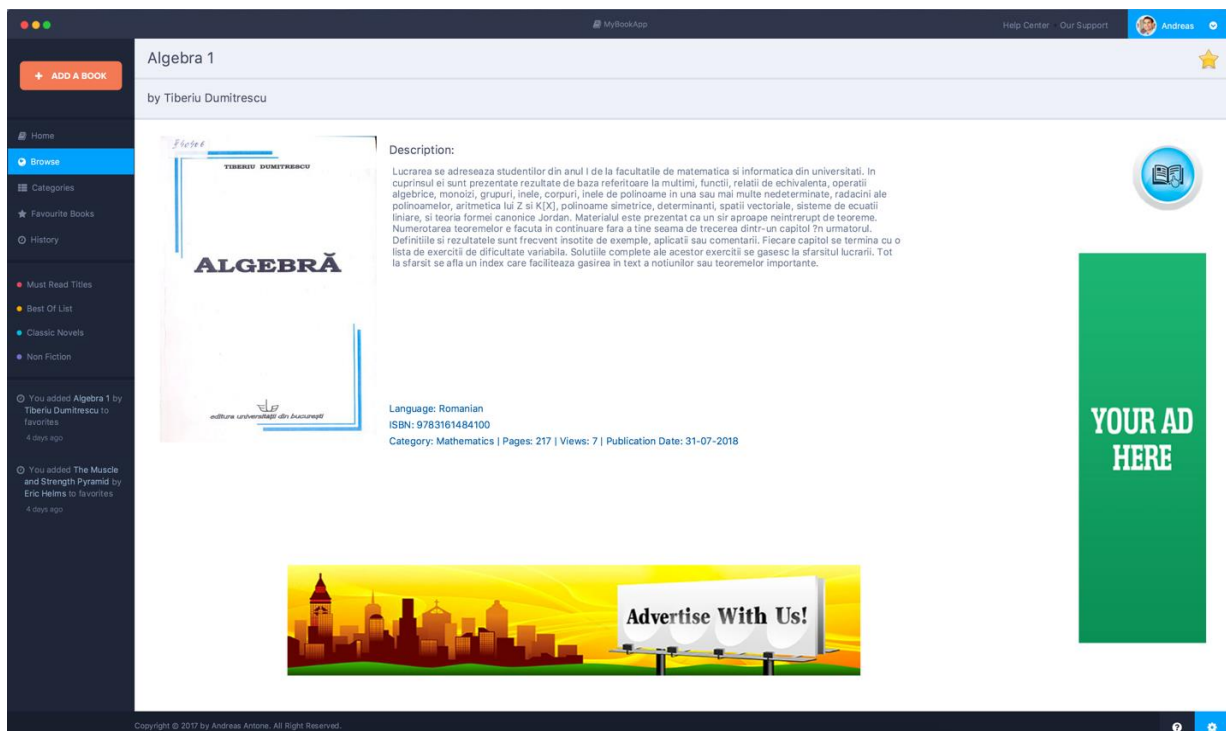 MyBookApp
Help Center
Our Support
Andreas
+ ADD A BOOK
Home
Browse
Categories
Favourite Books
History
Must Read Titles
Best Of List
Classic Novels
Non Fiction
You added Algebra 1 by
Tiberiu Dumitrescu to
favorites
4 days ago
You added The Muscle
and Strength Pyramid by
Eric Helms to favorites
4 days ago
Algebra 1
by Tiberiu Dumitrescu
TIBERIU DUMITRESCU
ALGEBRĂ
editura universităţii din bucureşti
Description:
Lucrarea se adreseaza studentilor din anul I de la facultatile de matematica si informatica din universitati. In
cuprinsul ei sunt prezentate rezultate de baza referitoare la multimi, functii, relatii de echivalenta, operatii
algebrice, monoizi, grupuri, inele, corpuri, inele de polinoame in una sau mai multe nedeterminate, radacini ale
polinoamelor, aritmetica lui Z si K[X], polinoame simetrice, determinanti, spatii vectoriale, sisteme de ecuatii
liniare, si teoria formei canonice Jordan. Materialul este prezentat ca un sir aproape neintrerupt de teoreme.
Numerotarea teoremelor e facuta in continuare fara a tine seama de trecerea dintr-un capitol ?n urmatorul.
Definitiile si rezultatele sunt frecvent insotite de exemple, aplicatii sau comentarii. Fiecare capitol se termina cu o
lista de exercitii de dificultate variabila. Solutiile complete ale acestor exercitii se gasesc la sfarsitul lucrarii. Tot
la sfarsit se afla un index care faciliteaza gasirea in text a notiunilor sau teoremelor importante.
Language: Romanian
ISBN: 9783161484100
Category: Mathematics | Pages: 217 | Views: 7 | Publication Date: 31-07-2018
YOUR AD
HERE
Advertise With Us!
Copyright © 2017 by Andreas Antone. All Right Reserved.